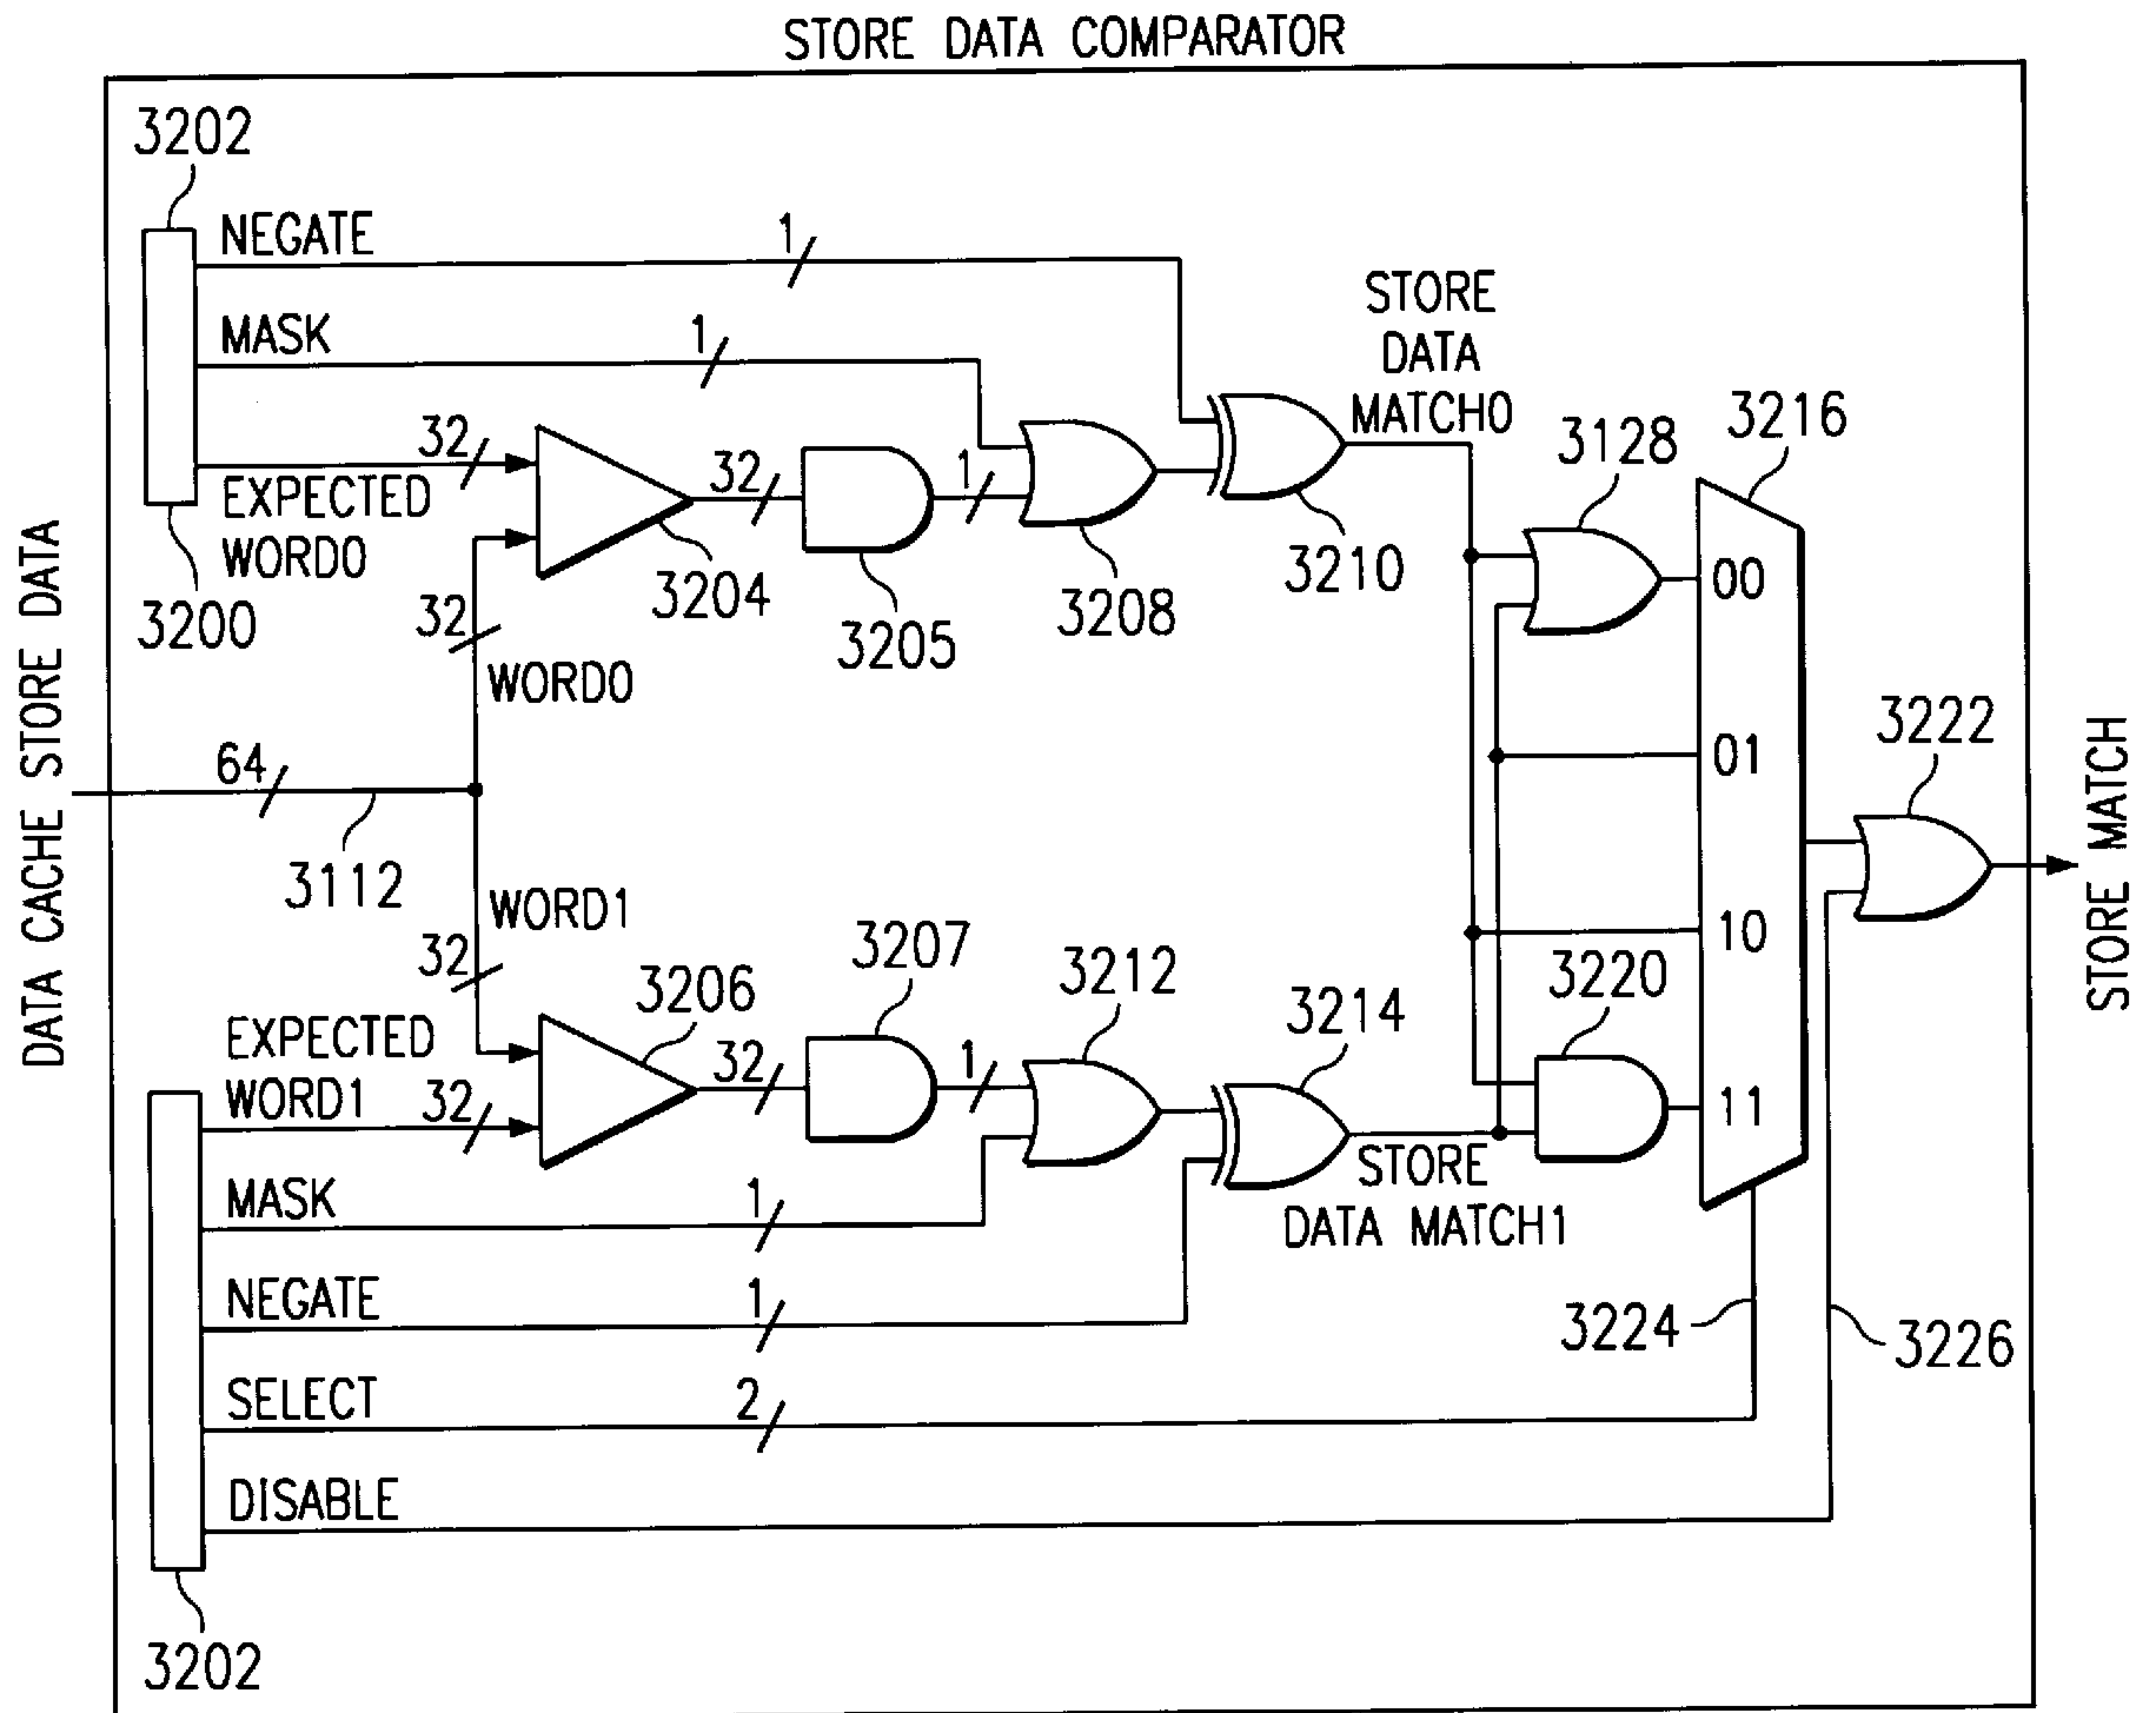 STORE DATA COMPARATOR
3202
NEGATE
1
MASK
1
32
EXPECTED
WORD0
3200
32
3204
3205
1
3208
3210
STORE
DATA
MATCH0
3128
3216
00
01
10
11
32
WORD0
DATA CACHE STORE DATA
64
3112
WORD1
32
3222
STORE MATCH
EXPECTED
WORD1
32
3206
32
3207
1
3212
3214
3220
STORE
DATA MATCH1
MASK
1
NEGATE
1
SELECT
2
DISABLE
3224
3226
3202